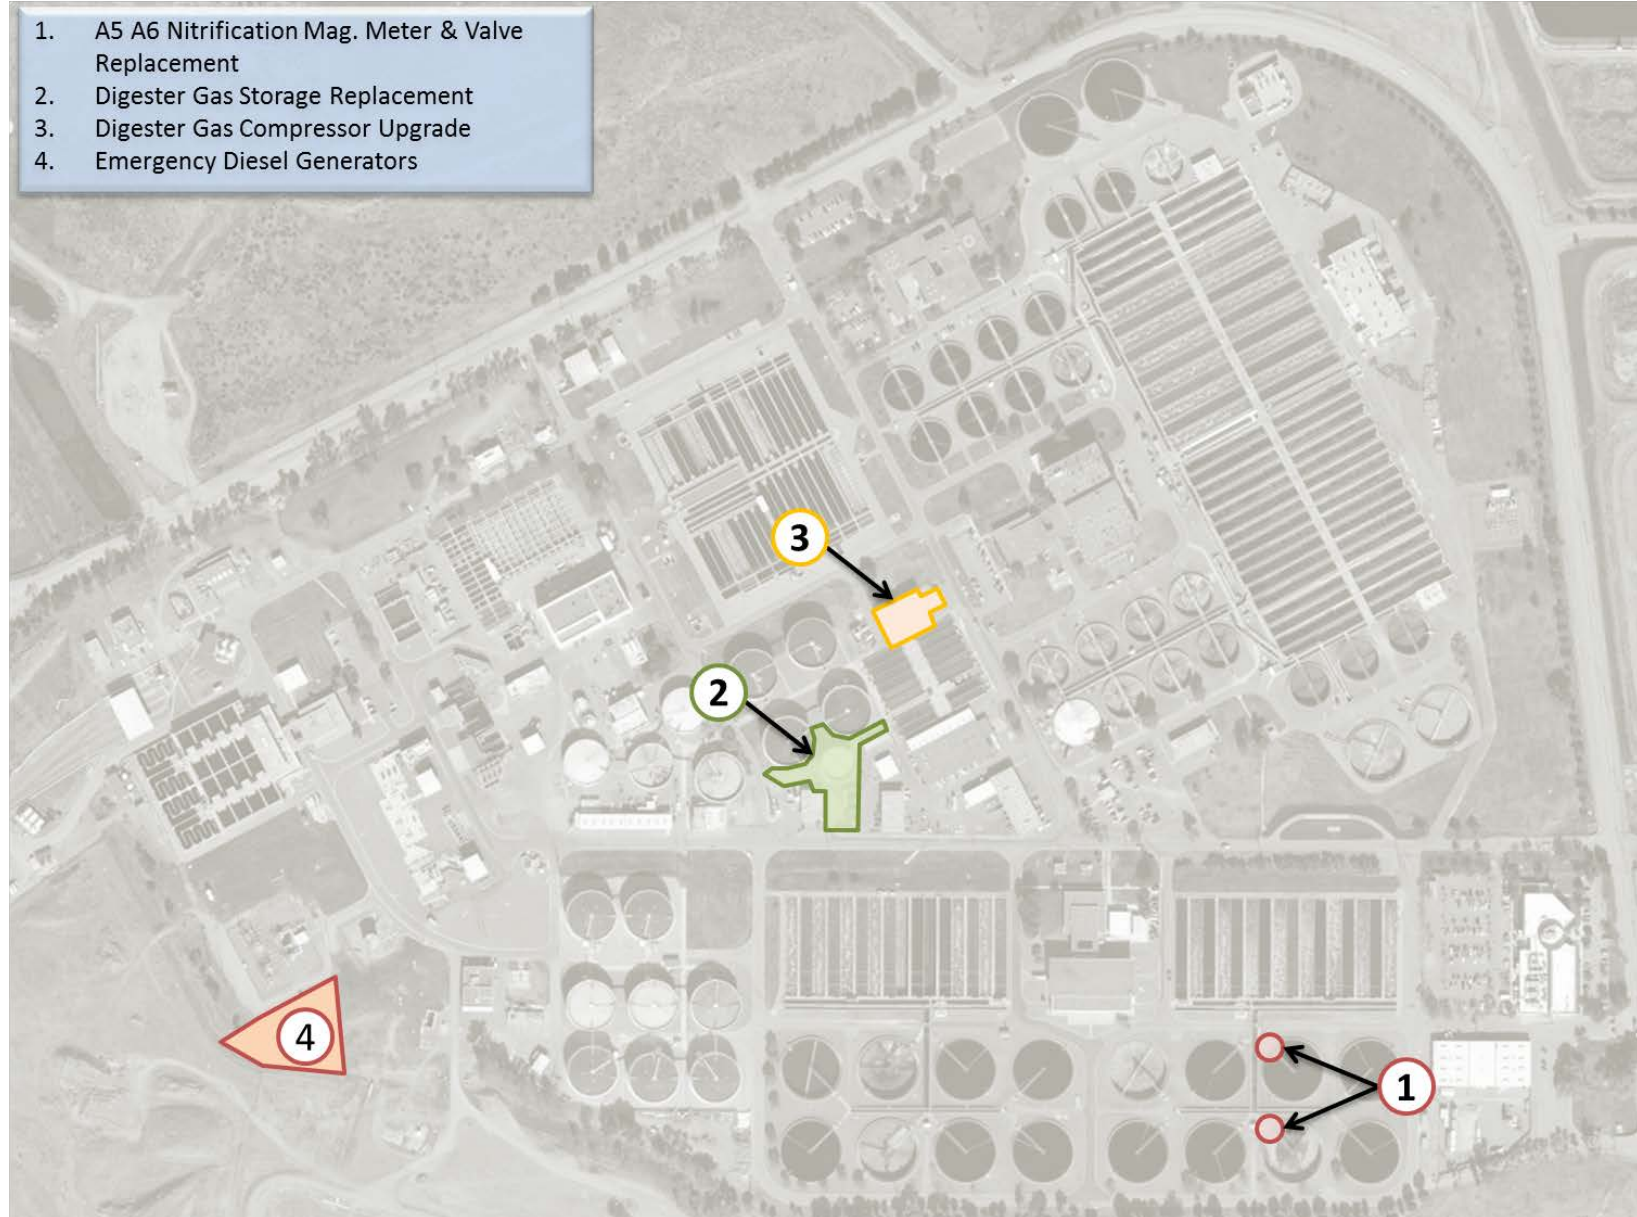 1. A5 A6 Nitrification Mag. Meter & Valve
Replacement
2. Digester Gas Storage Replacement
3. Digester Gas Compressor Upgrade
4. Emergency Diesel Generators
3
2
4
1